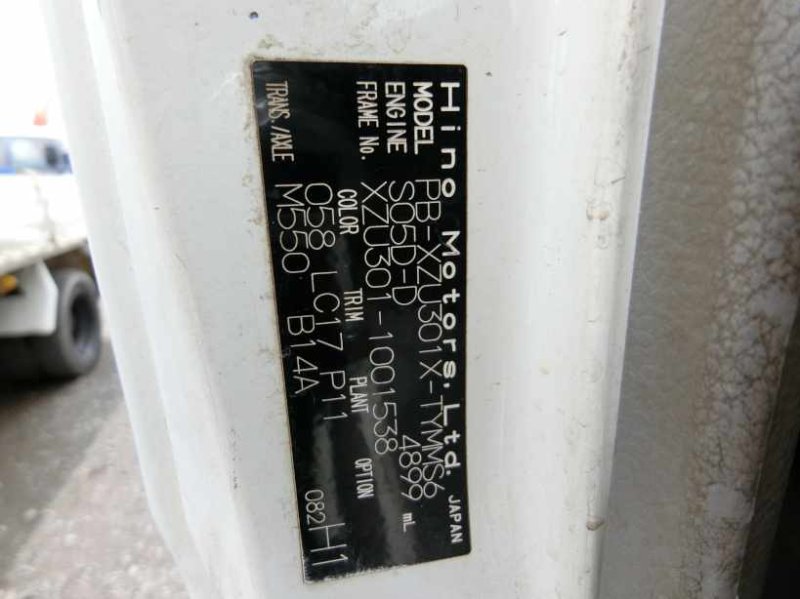 Hino Motors, Ltd. JAPAN
MODEL PB-XZU301X-TYMMS6
ENGINE S05D-D 4899 mL
FRAME No. XZU301-1001538
COLOR TRIM PLANT OPTION
058 LC17 P11
TRANS./AXLE M550 B14A
082H1